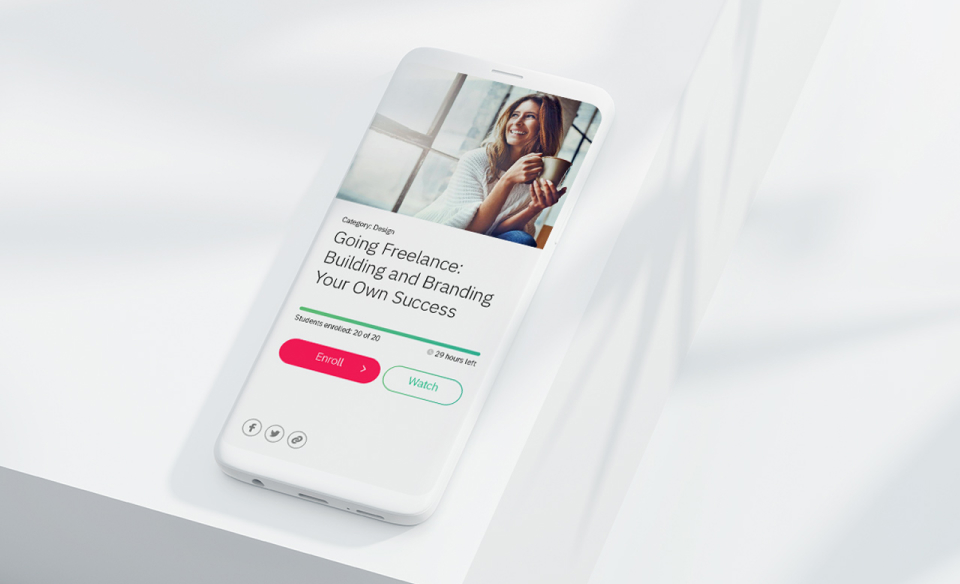 Category: Design
Going Freelance:
Building and Branding
Your Own Success
Students enrolled: 20 of 20
29 hours left
Enroll
Watch